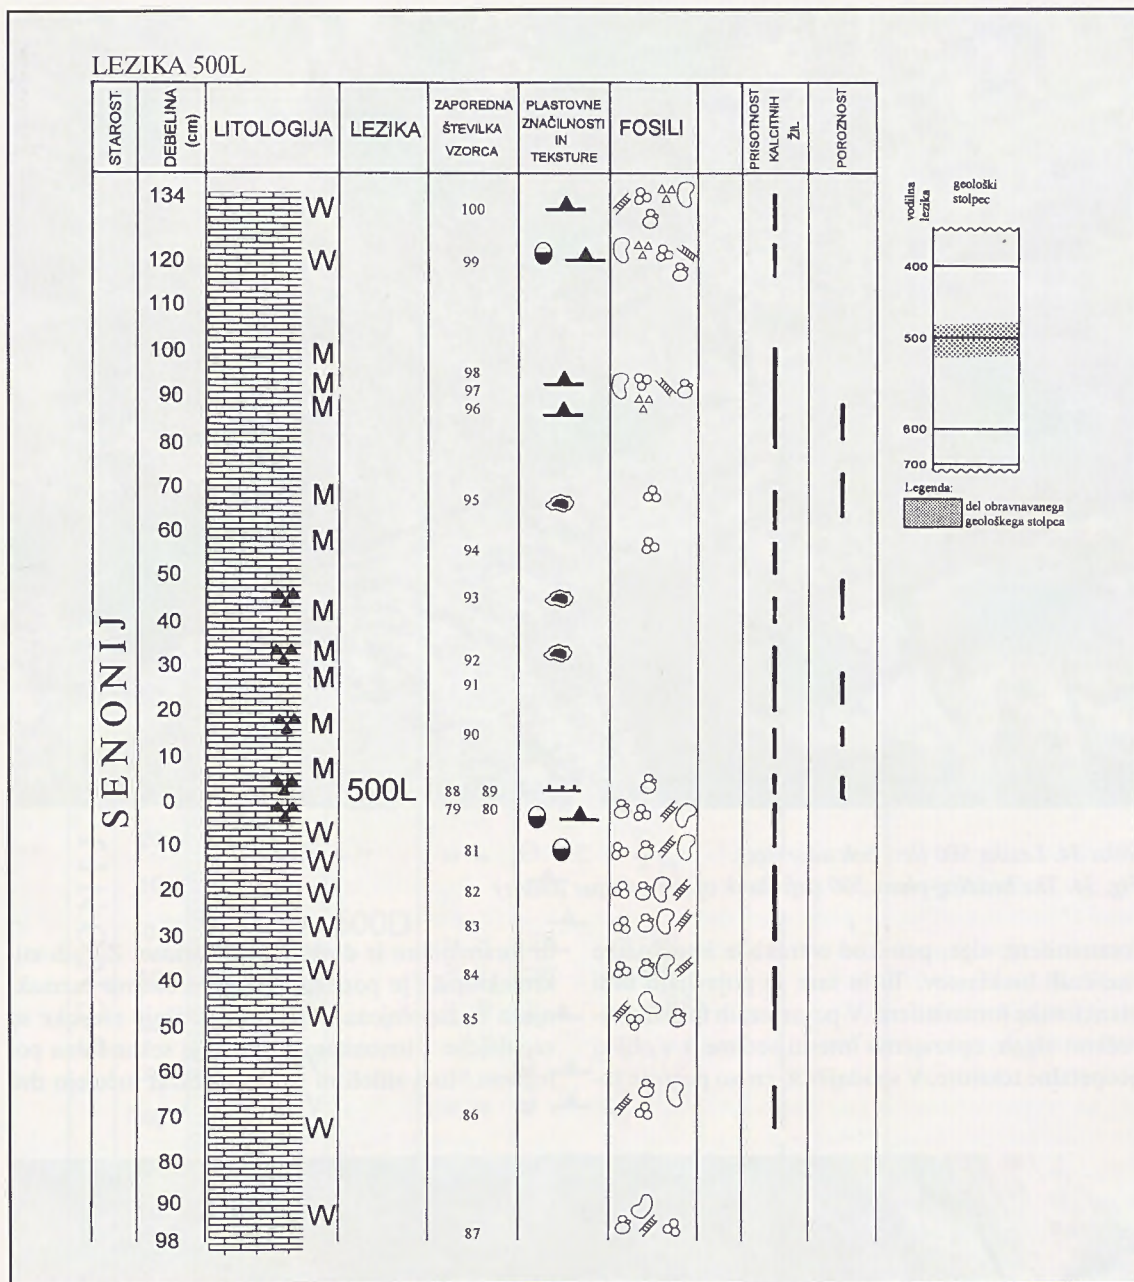 LEZIKA 500L
STAROST
DEBELINA (cm)
LITOLOGIJA
LEZIKA
ZAPOREDNA ŠTEVILKA VZORCA
PLASTOVNE ZNAČILNOSTI IN TEKSTURE
FOSILI
PRISOTNOST KALCITNIH ŽIL
POROZNOST
SENONIJ
134 W 100
120 W 99
110
100 M 98
M 97
90 M 96
80
70 M 95
60 M 94
50 M 93
40
M 92
30 M 91
20 M 90
10 M
500L 88 89
0 79 80
W
10 W 81
20 W 82
30 W 83
40 W 84
50 W 85
60
70 W 86
80
90 W
98 87
vodilna lezika
geološki stolpec
400
500
600
700
Legenda:
del obravnavanega
geološkega stolpca